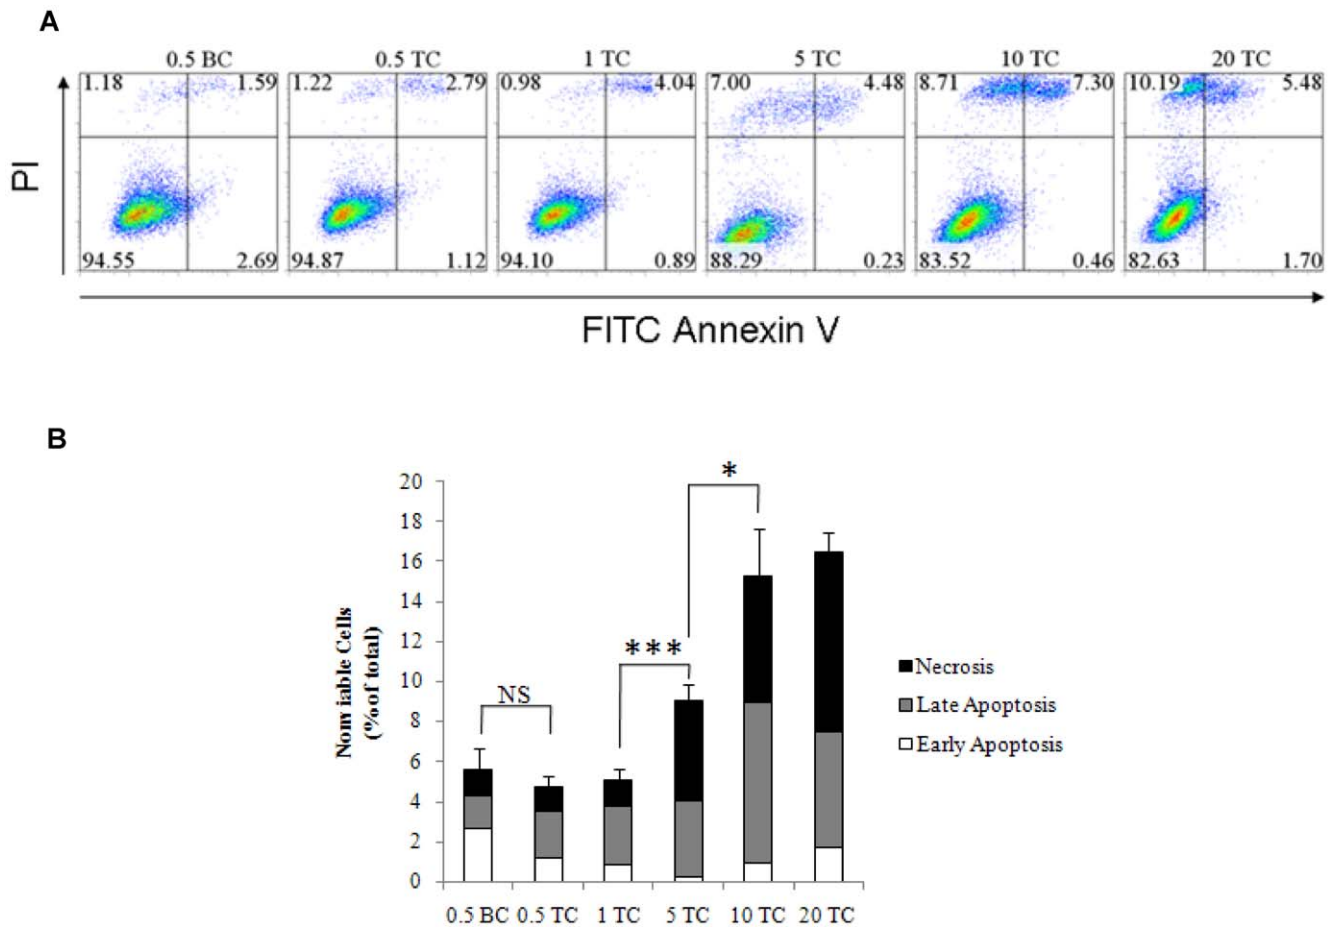 A
0.5 BC 0.5 TC 1 TC 5 TC 10 TC 20 TC
1.18 1.59 1.22 2.79 0.98 4.04 7.00 4.48 8.71 7.30 10.19 5.48
PI
94.55 2.69 94.87 1.12 94.10 0.89 88.29 0.23 83.52 0.46 82.63 1.70
FITC Annexin V
B
Nonviable Cells
(% of total)
20
18
16
14
12
10
8
6
4
2
0
*
***
NS
Necrosis
Late Apoptosis
Early Apoptosis
0.5 BC 0.5 TC 1 TC 5 TC 10 TC 20 TC